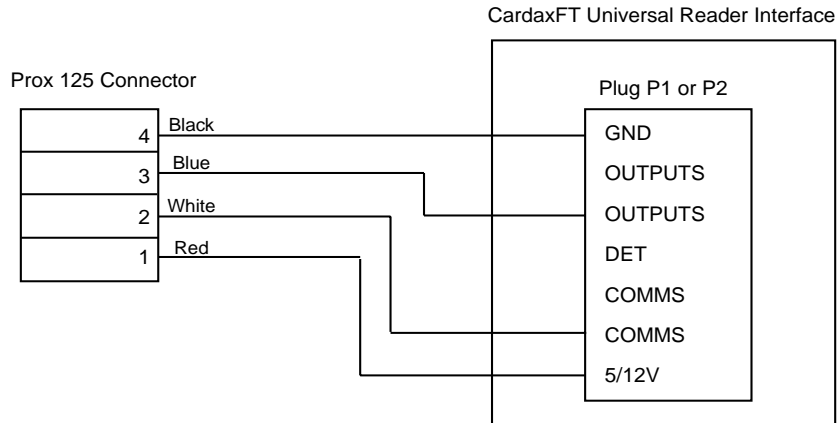 CardaxFT Universal Reader Interface
Prox 125 Connector
Plug P1 or P2
4 Black
3 Blue
2 White
1 Red
GND
OUTPUTS
OUTPUTS
DET
COMMS
COMMS
5/12V